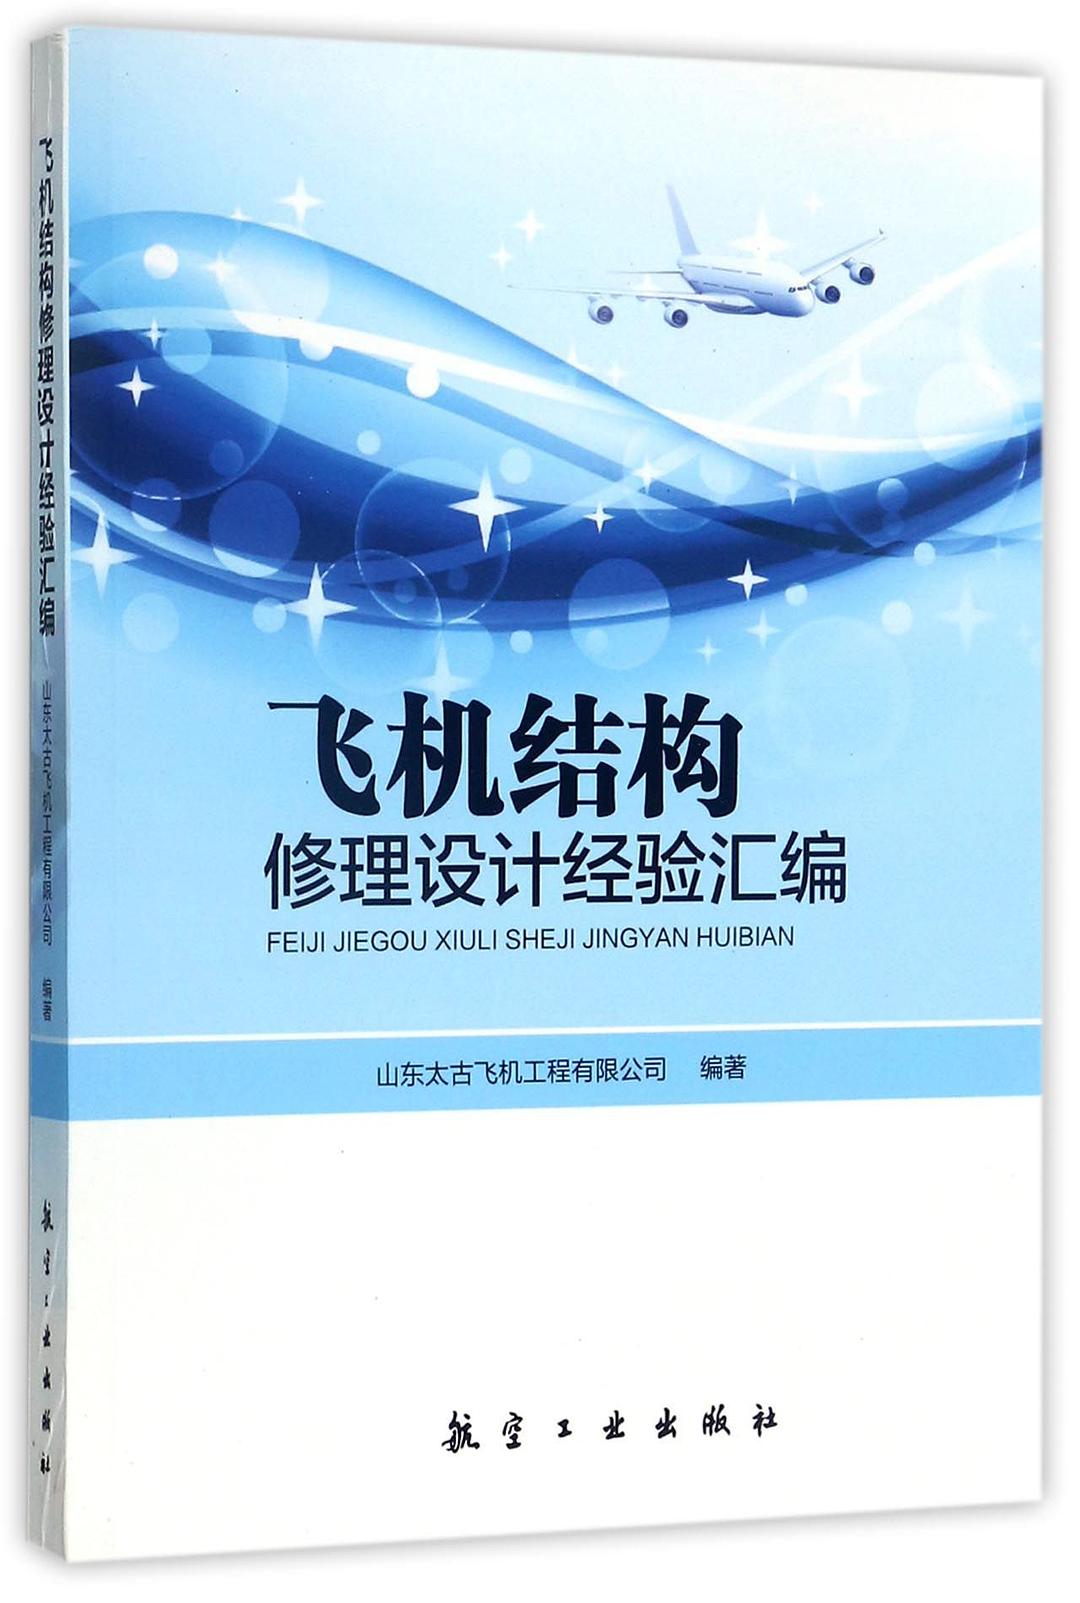 飞机结构修理设计经验汇编
山东太古飞机工程有限公司 编著
航空工业出版社
飞机结构
修理设计经验汇编
FEIJI JIEGOU XIULI SHEJI JINGYAN HUIBIAN
山东太古飞机工程有限公司 编著
航空工业出版社